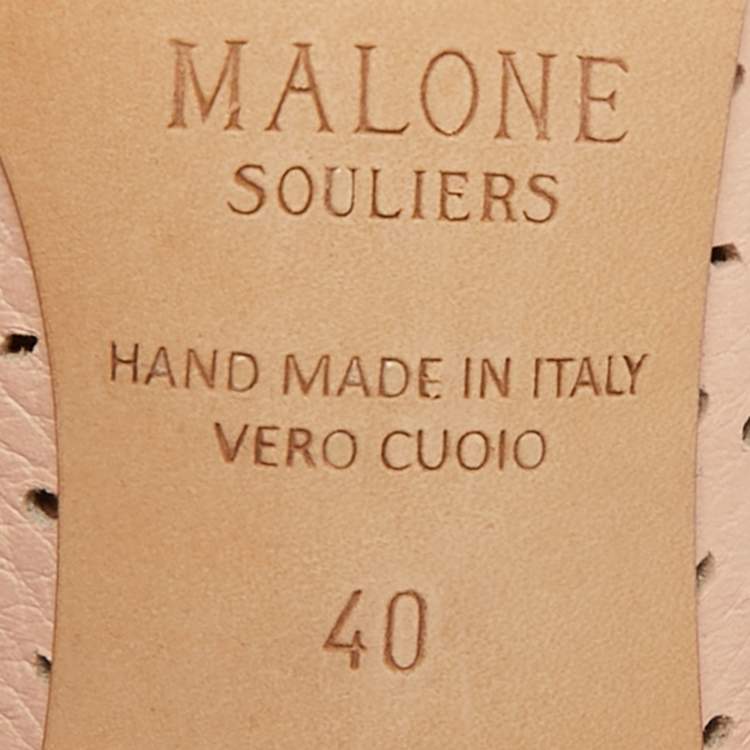 MALONE
SOULIERS
HAND MADE IN ITALY
VERO CUOIO
40